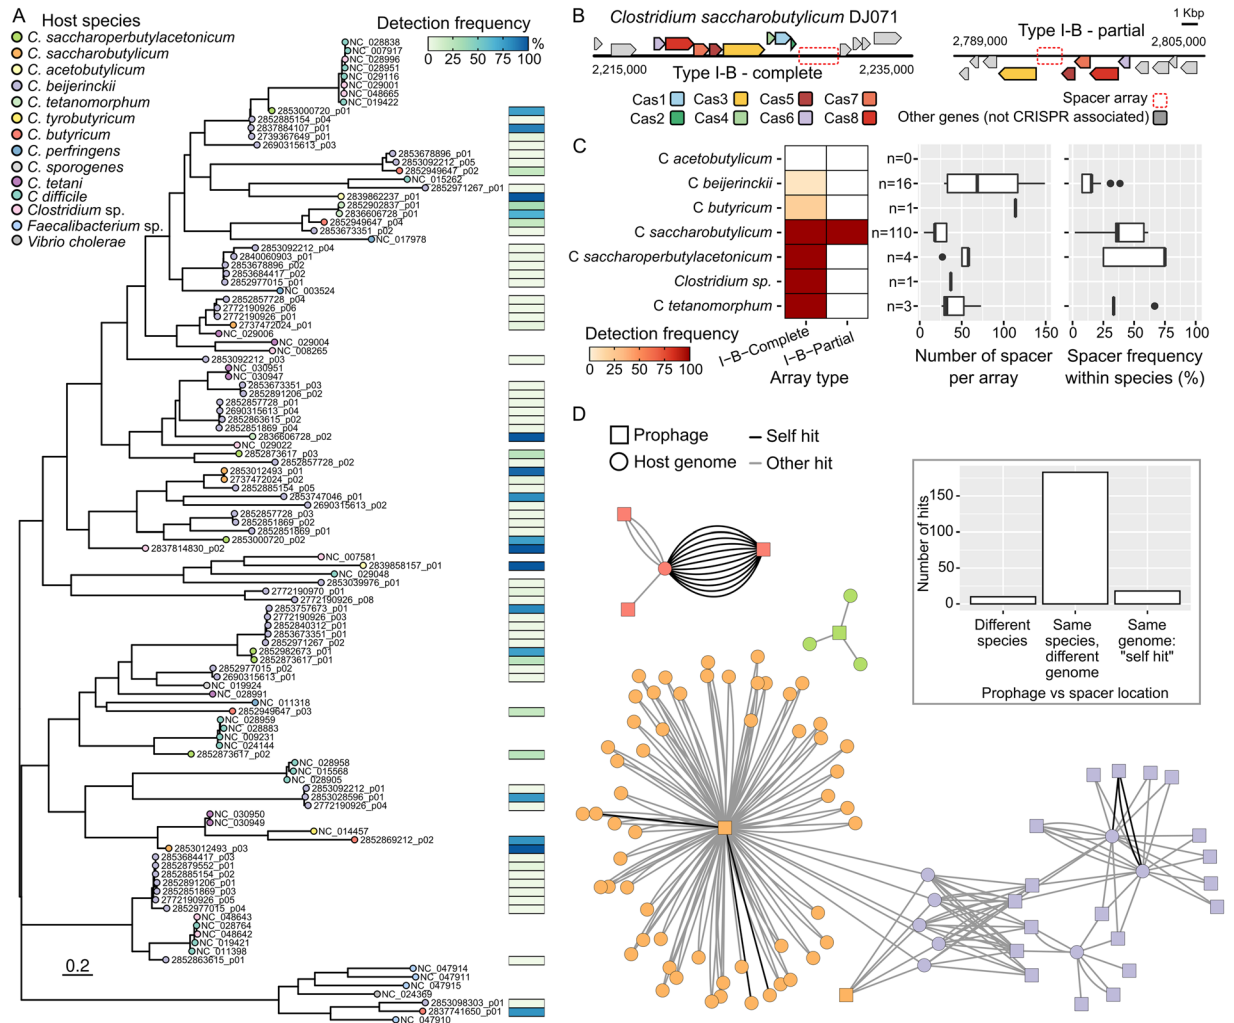 A
Host species
C. saccharoperbutylacetonicum
C. saccharobutylicum
C. acetobutylicum
C. beijerinckii
C. tetanomorphum
C. tyrobutyricum
C. butyricum
C. perfringens
C. sporogenes
C. tetani
C difficile
Clostridium sp.
Faecalibacterium sp.
Vibrio cholerae
Detection frequency
%
0 25 50 75 100
NC_028838
NC_007917
NC_028996
NC_028951
NC_029116
NC_029001
NC_048665
NC_019422
2853000720_p01
2852885154_p04
2837884107_p01
2739367649_p01
2690315613_p03
2853678896_p01
2853092212_p05
2852949647_p02
NC_015262
2852971267_p01
2839862237_p01
2852902837_p01
2836606728_p01
2852949647_p04
2853673351_p02
NC_017978
2853092212_p04
2840060903_p01
2853678896_p02
2853684417_p02
2852977015_p01
NC_003524
2852857728_p04
2772190926_p06
2772190926_p01
2737472024_p01
NC_029006
NC_029004
NC_008265
2853092212_p03
NC_030951
NC_030947
2853673351_p03
2852891206_p02
2852857728_p01
2690315613_p04
2852863615_p02
2852851869_p04
2836606728_p02
NC_029022
2852873617_p03
2852857728_p02
2853012493_p01
2737472024_p02
2852885154_p05
2853747046_p01
2690315613_p02
2852857728_p03
2852851869_p02
2852851869_p01
2853000720_p02
2837814830_p02
NC_007581
2839858157_p01
NC_029048
2853039976_p01
2772190970_p01
2772190926_p08
2853757673_p01
2772190926_p03
2852840312_p01
2853673351_p01
2852971267_p02
2852982673_p01
2852873617_p01
2852977015_p02
2690315613_p01
NC_019924
NC_028991
NC_011318
2852949647_p03
NC_028959
NC_028883
NC_009231
NC_024144
2852873617_p02
NC_028958
NC_015568
NC_028905
2853092212_p01
2853028596_p01
2772190926_p04
NC_030950
NC_030949
NC_014457
2852869212_p02
2853012493_p03
2853684417_p03
2852879552_p01
2852885154_p02
2852891206_p01
2852851869_p03
2772190926_p05
2852977015_p04
NC_048643
NC_028764
NC_048642
NC_019421
NC_011398
2852863615_p01
NC_047914
NC_047911
NC_047915
NC_024369
2853098303_p01
2837741650_p01
NC_047910
0.2
B
Clostridium saccharobutylicum DJ071
1 Kbp
Type I-B - partial
2,789,000 2,805,000
2,215,000 2,235,000
Type I-B - complete
Cas1 Cas3 Cas5 Cas7
Cas2 Cas4 Cas6 Cas8
Spacer array
Other genes (not CRISPR associated)
C
C acetobutylicum
C beijerinckii
C butyricum
C saccharobutylicum
C saccharoperbutylacetonicum
Clostridium sp.
C tetanomorphum
n=0
n=16
n=1
n=110
n=4
n=1
n=3
Detection frequency
0 25 50 75 100
I−B−Complete
I−B−Partial
Array type
0 50 100 150
Number of spacer
per array
0 25 50 75 100
Spacer frequency
within species (%)
D
Prophage
Host genome
Self hit
Other hit
Number of hits
150
100
50
0
Different
species
Same
species,
different
genome
Same
genome:
"self hit"
Prophage vs spacer location